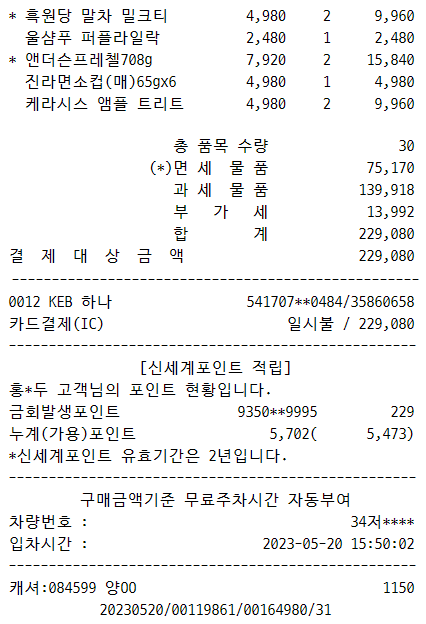 * 흑원당 말차 밀크티 4,980 2 9,960
울샴푸 퍼플라일락 2,480 1 2,480
* 앤더슨프레첼708g 7,920 2 15,840
진라면소컵(매)65gx6 4,980 1 4,980
케라시스 앰플 트리트 4,980 2 9,960
총 품목 수량 30
(*)면 세 물 품 75,170
과 세 물 품 139,918
부 가 세 13,992
합 계 229,080
결 제 대 상 금 액 229,080
------------------------------------------------
0012 KEB 하나 541707**0484/35860658
카드결제(IC) 일시불 / 229,080
------------------------------------------------
[신세계포인트 적립]
홍*두 고객님의 포인트 현황입니다.
금회발생포인트 9350**9995 229
누계(가용)포인트 5,702( 5,473)
*신세계포인트 유효기간은 2년입니다.
------------------------------------------------
구매금액기준 무료주차시간 자동부여
차량번호 : 34저****
입차시간 : 2023-05-20 15:50:02
------------------------------------------------
캐셔:084599 양00 1150
20230520/00119861/00164980/31